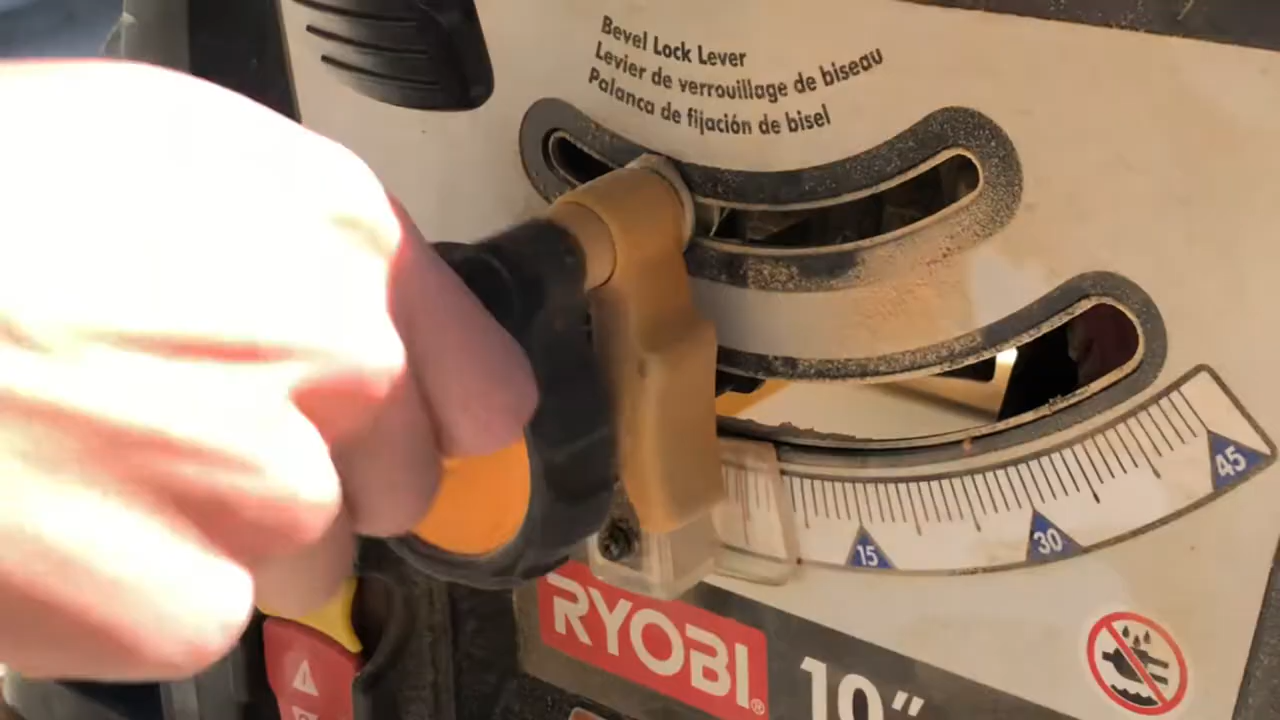 Bevel Lock Lever
Levier de verrouillage de biseau
Palanca de fijación de bisel
45
30
15
RYOBI®
10"